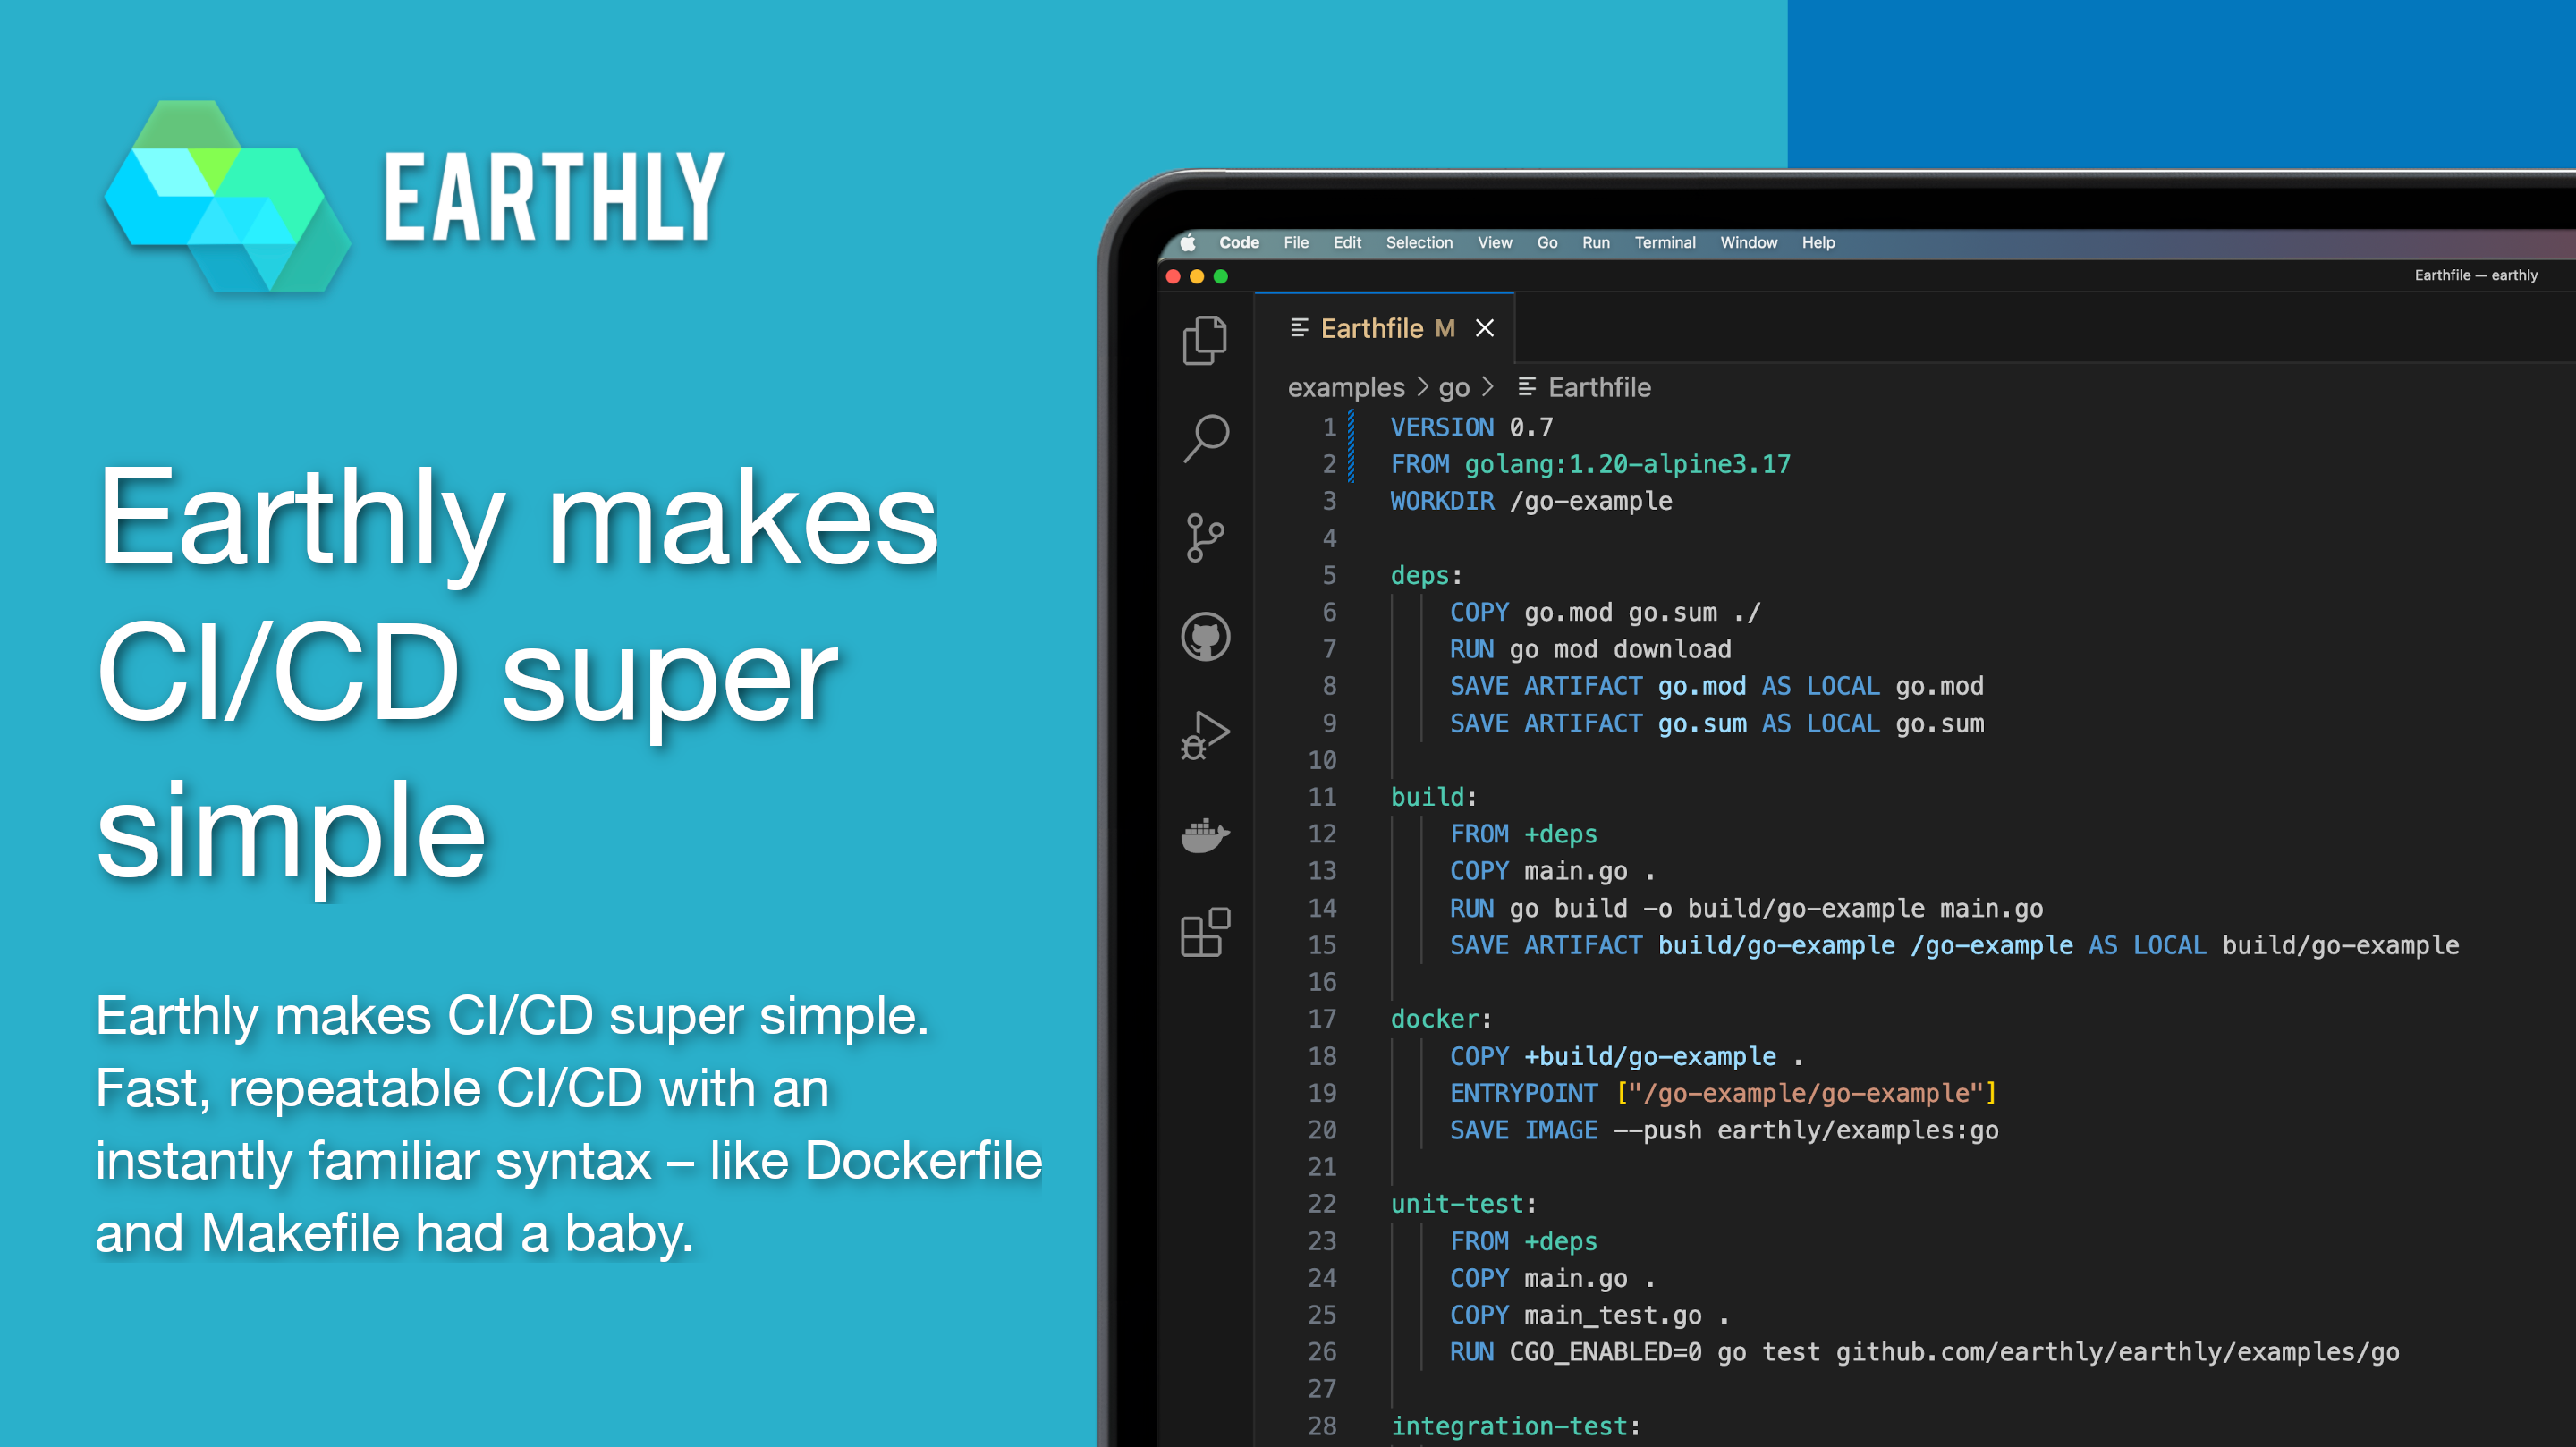 EARTHLY
Earthly makes
CI/CD super
simple
Earthly makes CI/CD super simple.
Fast, repeatable CI/CD with an
instantly familiar syntax – like Dockerfile
and Makefile had a baby.
Code File Edit Selection View Go Run Terminal Window Help
Earthfile — earthly
Earthfile M
examples > go > Earthfile
1 VERSION 0.7
2 FROM golang:1.20-alpine3.17
3 WORKDIR /go-example
4
5 deps:
6 COPY go.mod go.sum ./
7 RUN go mod download
8 SAVE ARTIFACT go.mod AS LOCAL go.mod
9 SAVE ARTIFACT go.sum AS LOCAL go.sum
10
11 build:
12 FROM +deps
13 COPY main.go .
14 RUN go build -o build/go-example main.go
15 SAVE ARTIFACT build/go-example /go-example AS LOCAL build/go-example
16
17 docker:
18 COPY +build/go-example .
19 ENTRYPOINT ["/go-example/go-example"]
20 SAVE IMAGE --push earthly/examples:go
21
22 unit-test:
23 FROM +deps
24 COPY main.go .
25 COPY main_test.go .
26 RUN CGO_ENABLED=0 go test github.com/earthly/earthly/examples/go
27
28 integration-test: